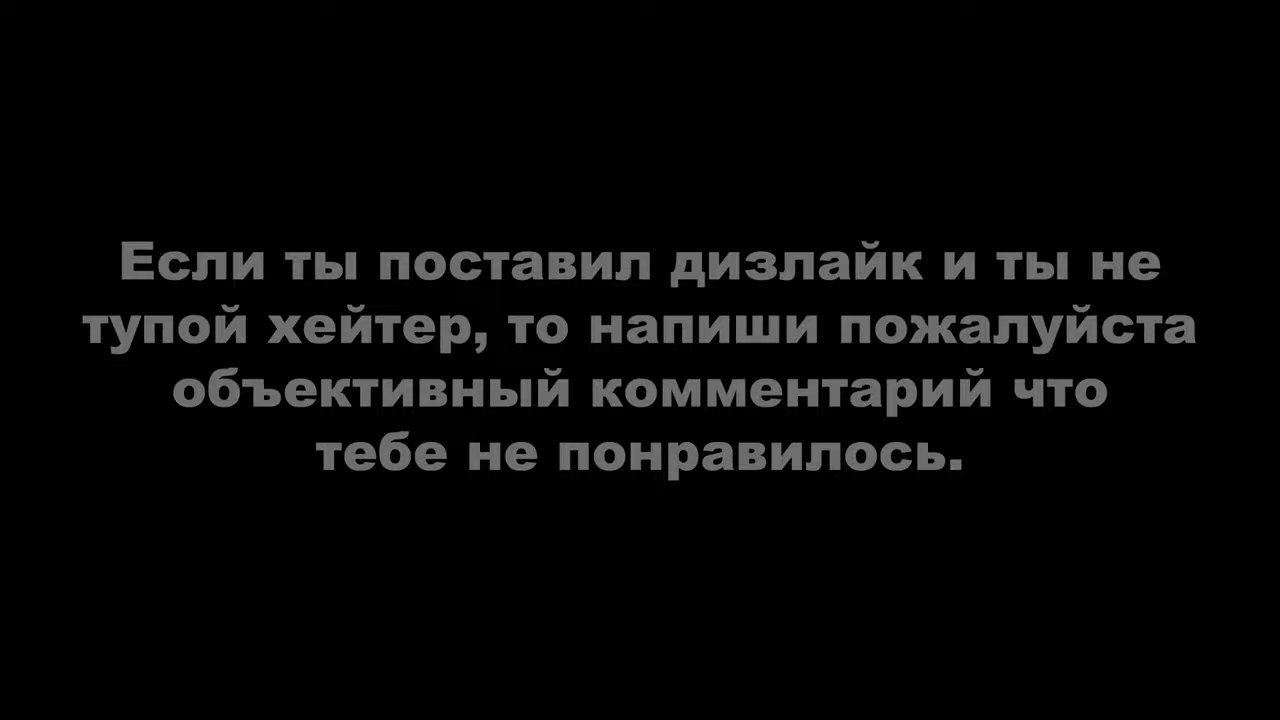 Если ты поставил дизлайк и ты не
тупой хейтер, то напиши пожалуйста
объективный комментарий что
тебе не понравилось.